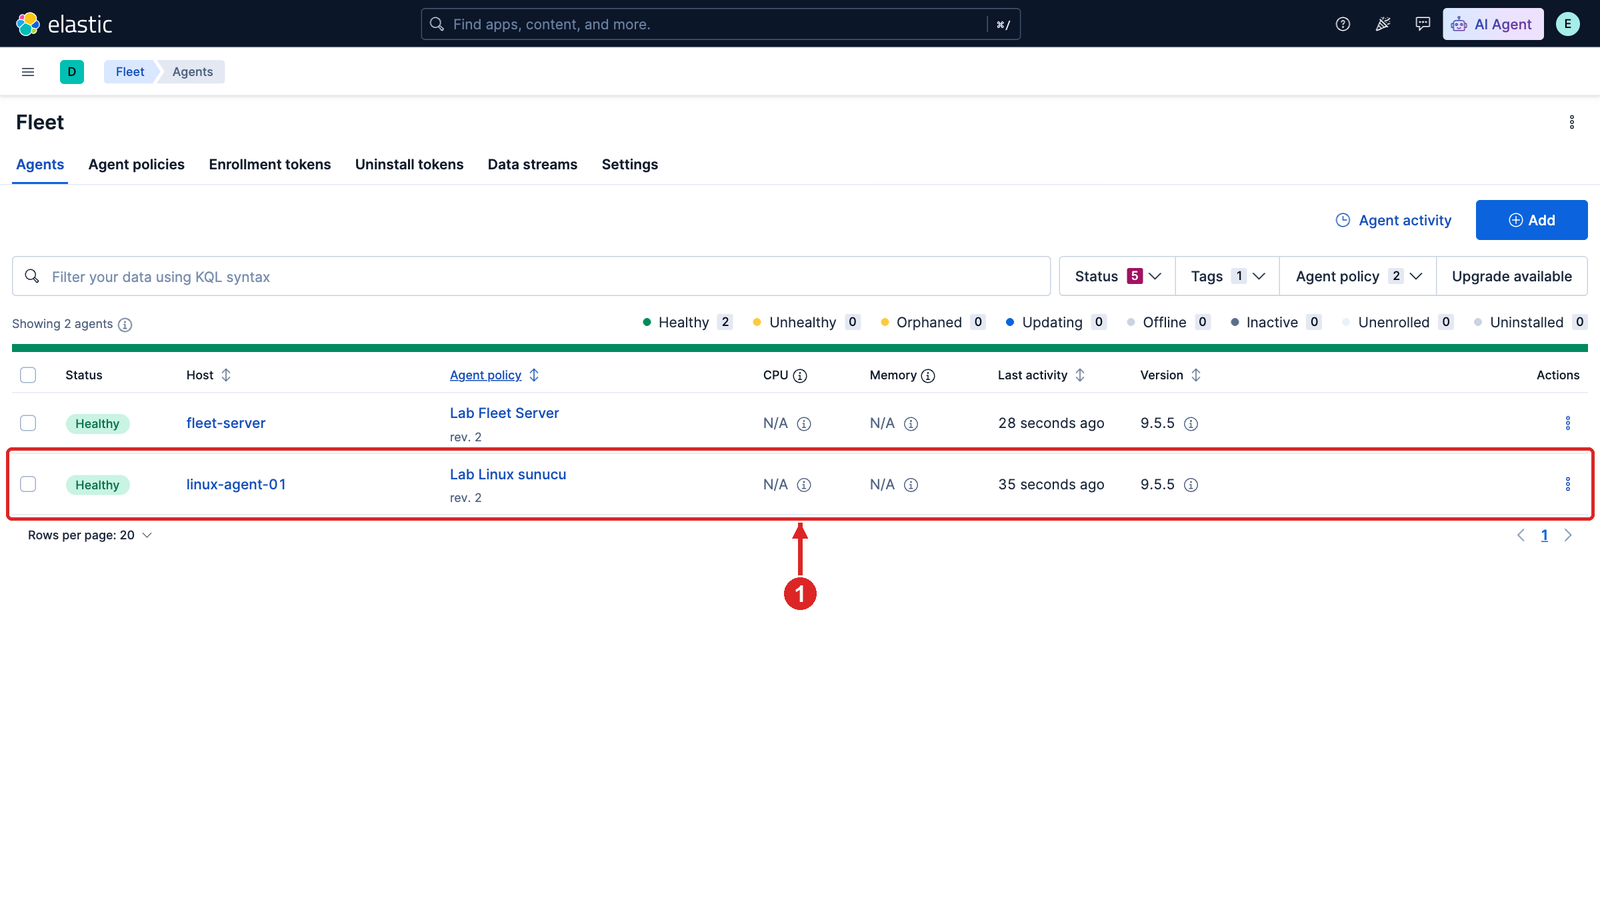 elastic
Find apps, content, and more.
⌘/
AI Agent
E
D
Fleet
Agents
Fleet
Agents
Agent policies
Enrollment tokens
Uninstall tokens
Data streams
Settings
Agent activity
Add
Filter your data using KQL syntax
Status 5
Tags 1
Agent policy 2
Upgrade available
Showing 2 agents
Healthy 2
Unhealthy 0
Orphaned 0
Updating 0
Offline 0
Inactive 0
Unenrolled 0
Uninstalled 0
Status
Host
Agent policy
CPU
Memory
Last activity
Version
Actions
Healthy
fleet-server
Lab Fleet Server
rev. 2
N/A
N/A
28 seconds ago
9.5.5
Healthy
linux-agent-01
Lab Linux sunucu
rev. 2
N/A
N/A
35 seconds ago
9.5.5
Rows per page: 20
1
1